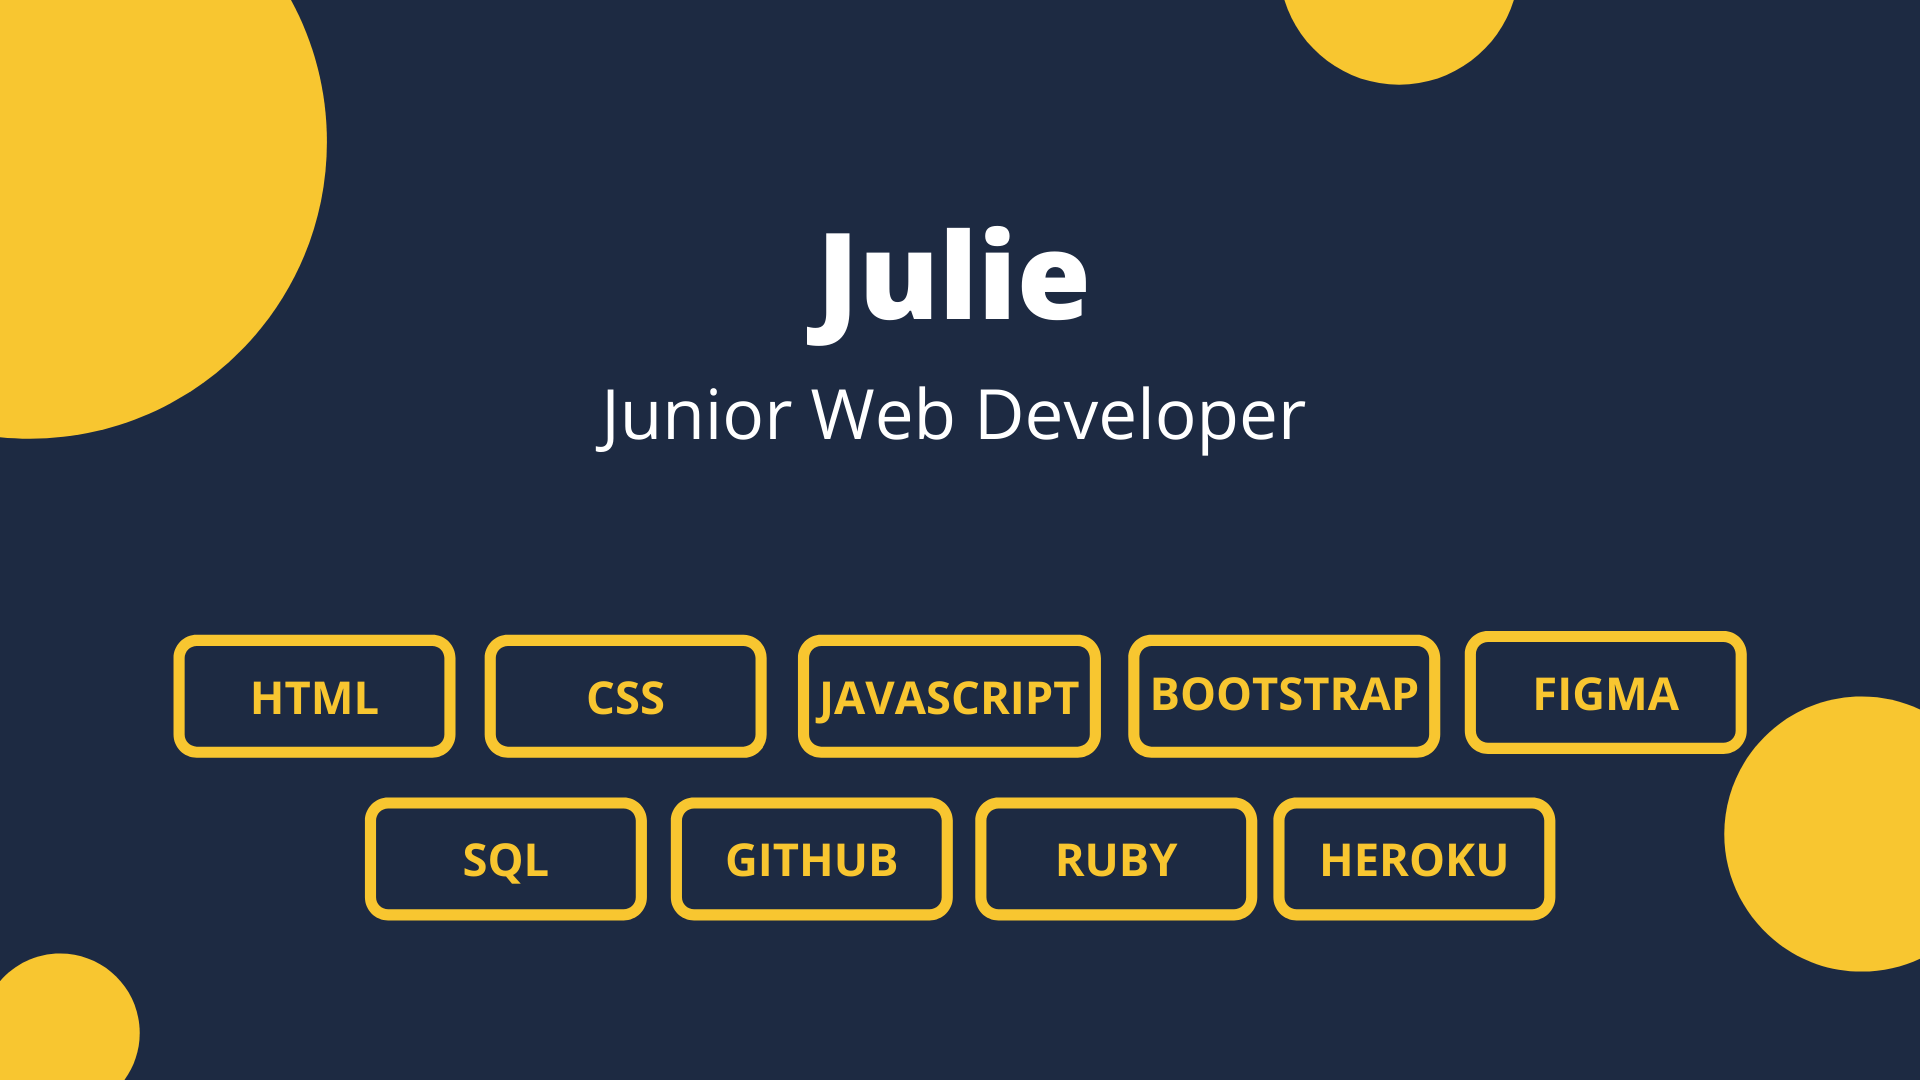 Julie
Junior Web Developer
HTML CSS JAVASCRIPT BOOTSTRAP FIGMA
SQL GITHUB RUBY HEROKU